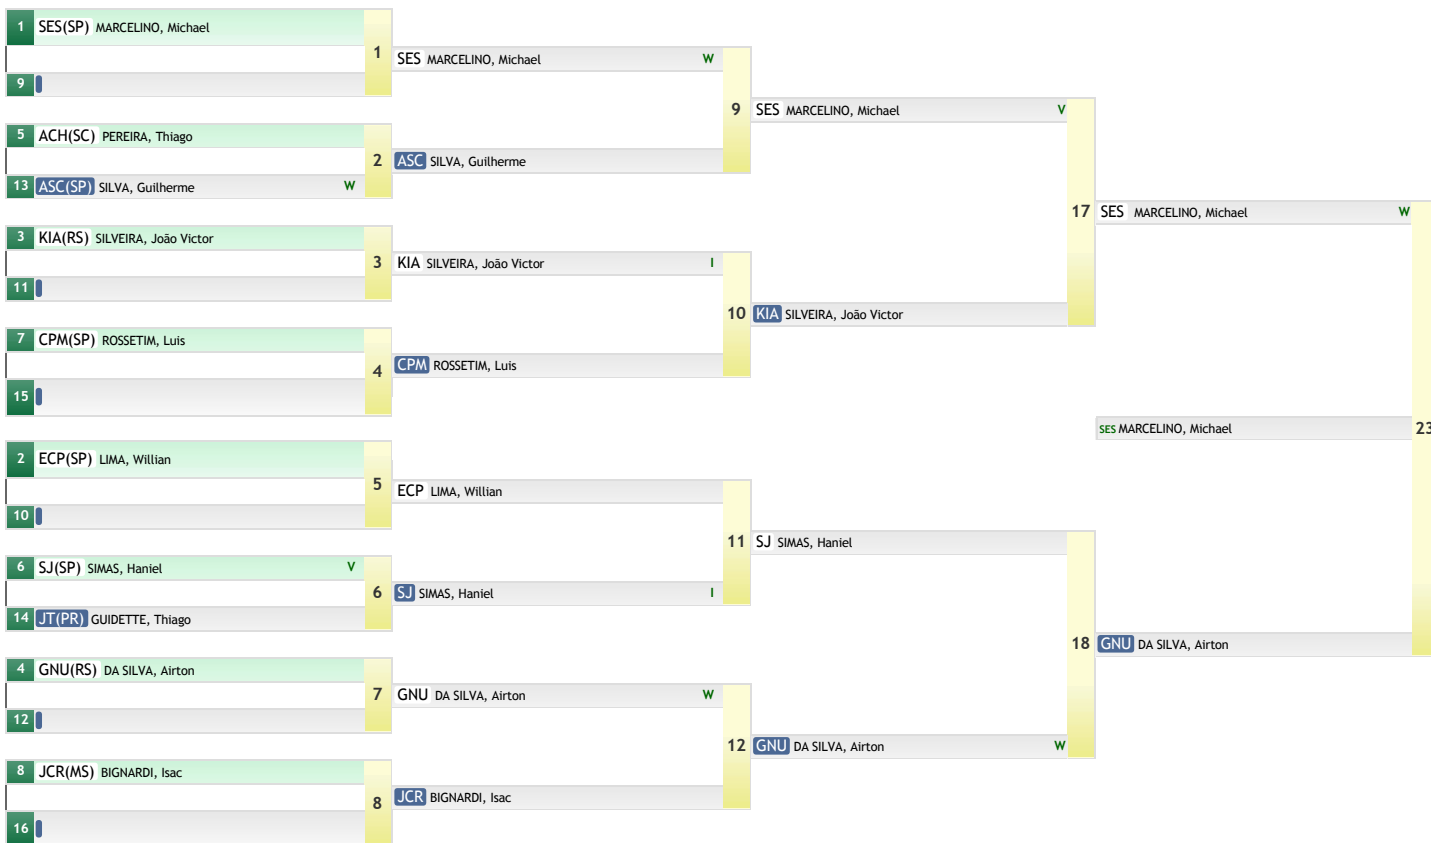 1 SES(SP) MARCELINO, Michael
9
1
5 ACH(SC) PEREIRA, Thiago
13 ASC(SP) SILVA, Guilherme W
2
3 KIA(RS) SILVEIRA, João Victor
11
3
7 CPM(SP) ROSSETIM, Luis
15
4
2 ECP(SP) LIMA, Willian
10
5
6 SJ(SP) SIMAS, Haniel V
14 JT(PR) GUIDETTE, Thiago
6
4 GNU(RS) DA SILVA, Airton
12
7
8 JCR(MS) BIGNARDI, Isac
16
8
SES MARCELINO, Michael W
ASC SILVA, Guilherme
9
KIA SILVEIRA, João Victor I
CPM ROSSETIM, Luis
10
ECP LIMA, Willian
SJ SIMAS, Haniel I
11
GNU DA SILVA, Airton W
JCR BIGNARDI, Isac
12
SES MARCELINO, Michael V
KIA SILVEIRA, João Victor
17
SJ SIMAS, Haniel
GNU DA SILVA, Airton W
18
SES MARCELINO, Michael W
SES MARCELINO, Michael
23
GNU DA SILVA, Airton